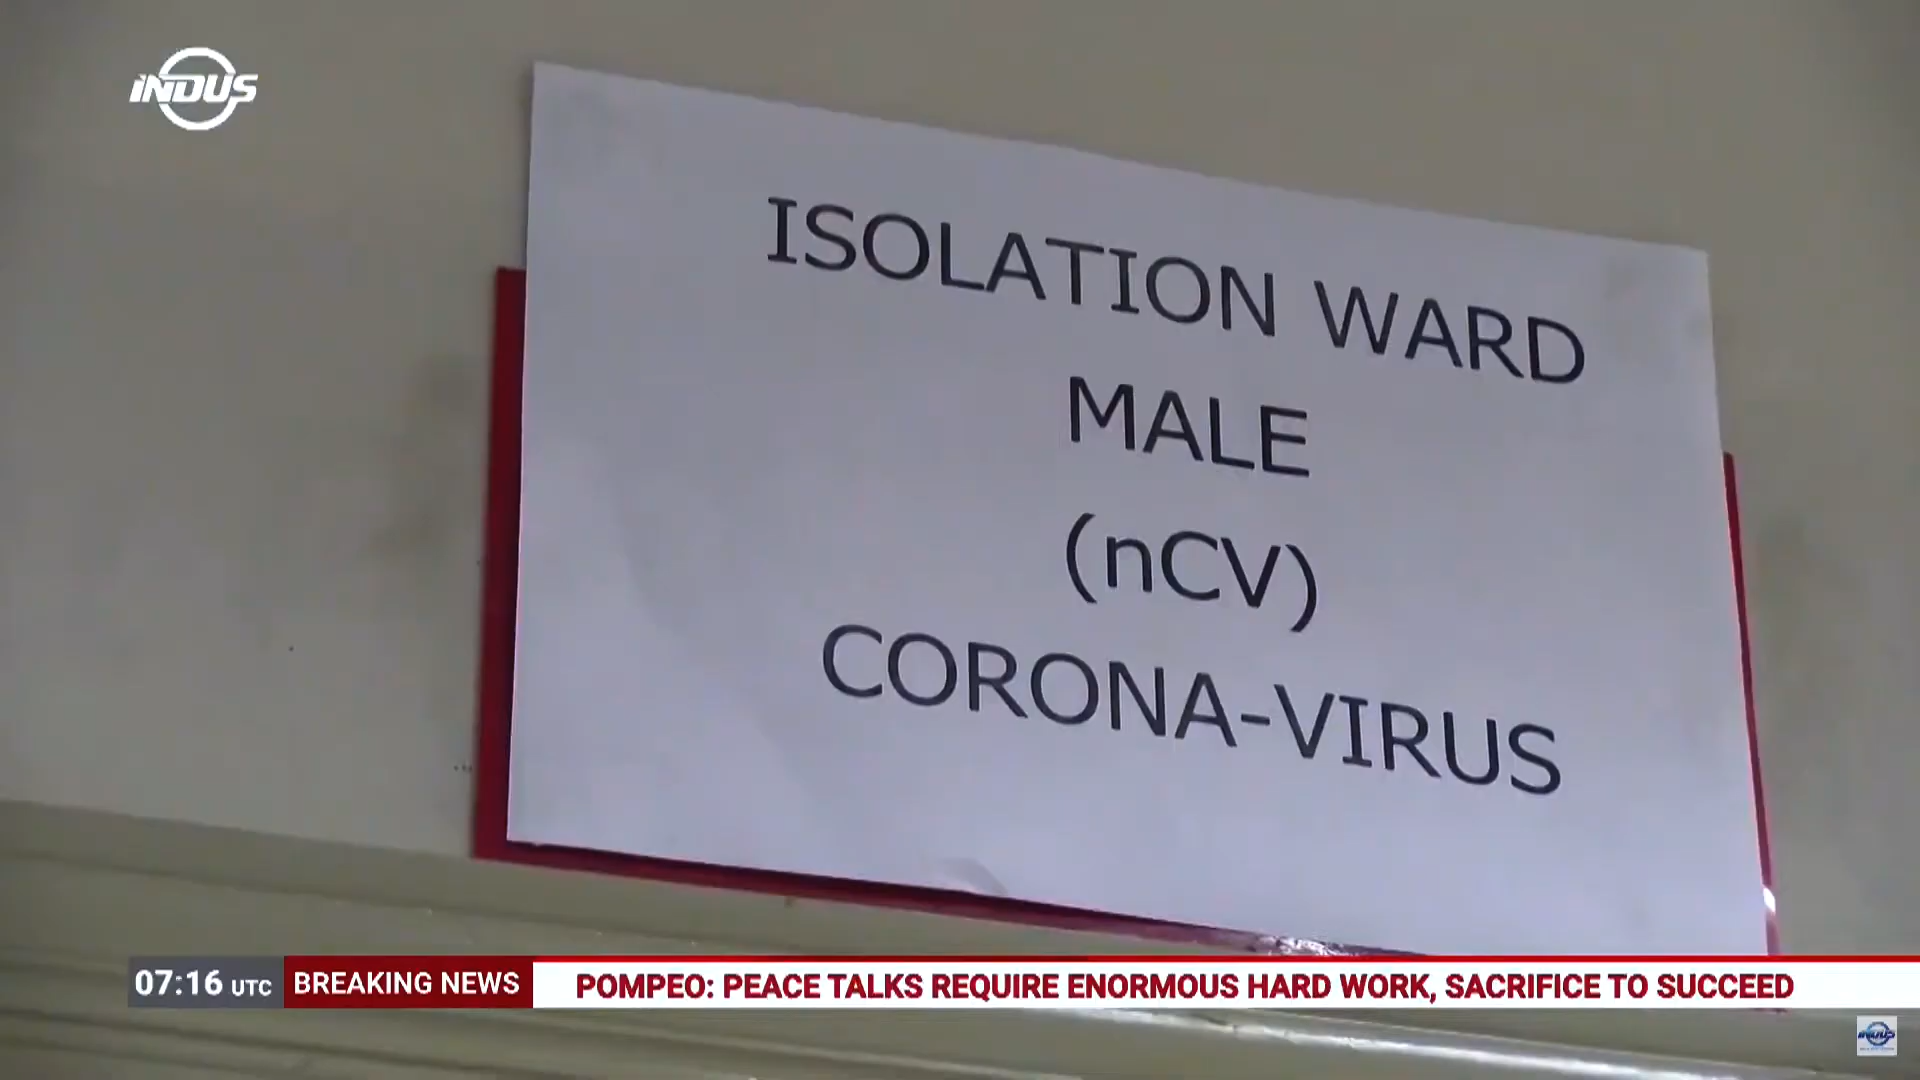 INDUS
ISOLATION WARD
MALE
(nCV)
CORONA-VIRUS
07:16 UTC BREAKING NEWS POMPEO: PEACE TALKS REQUIRE ENORMOUS HARD WORK, SACRIFICE TO SUCCEED
INDUS